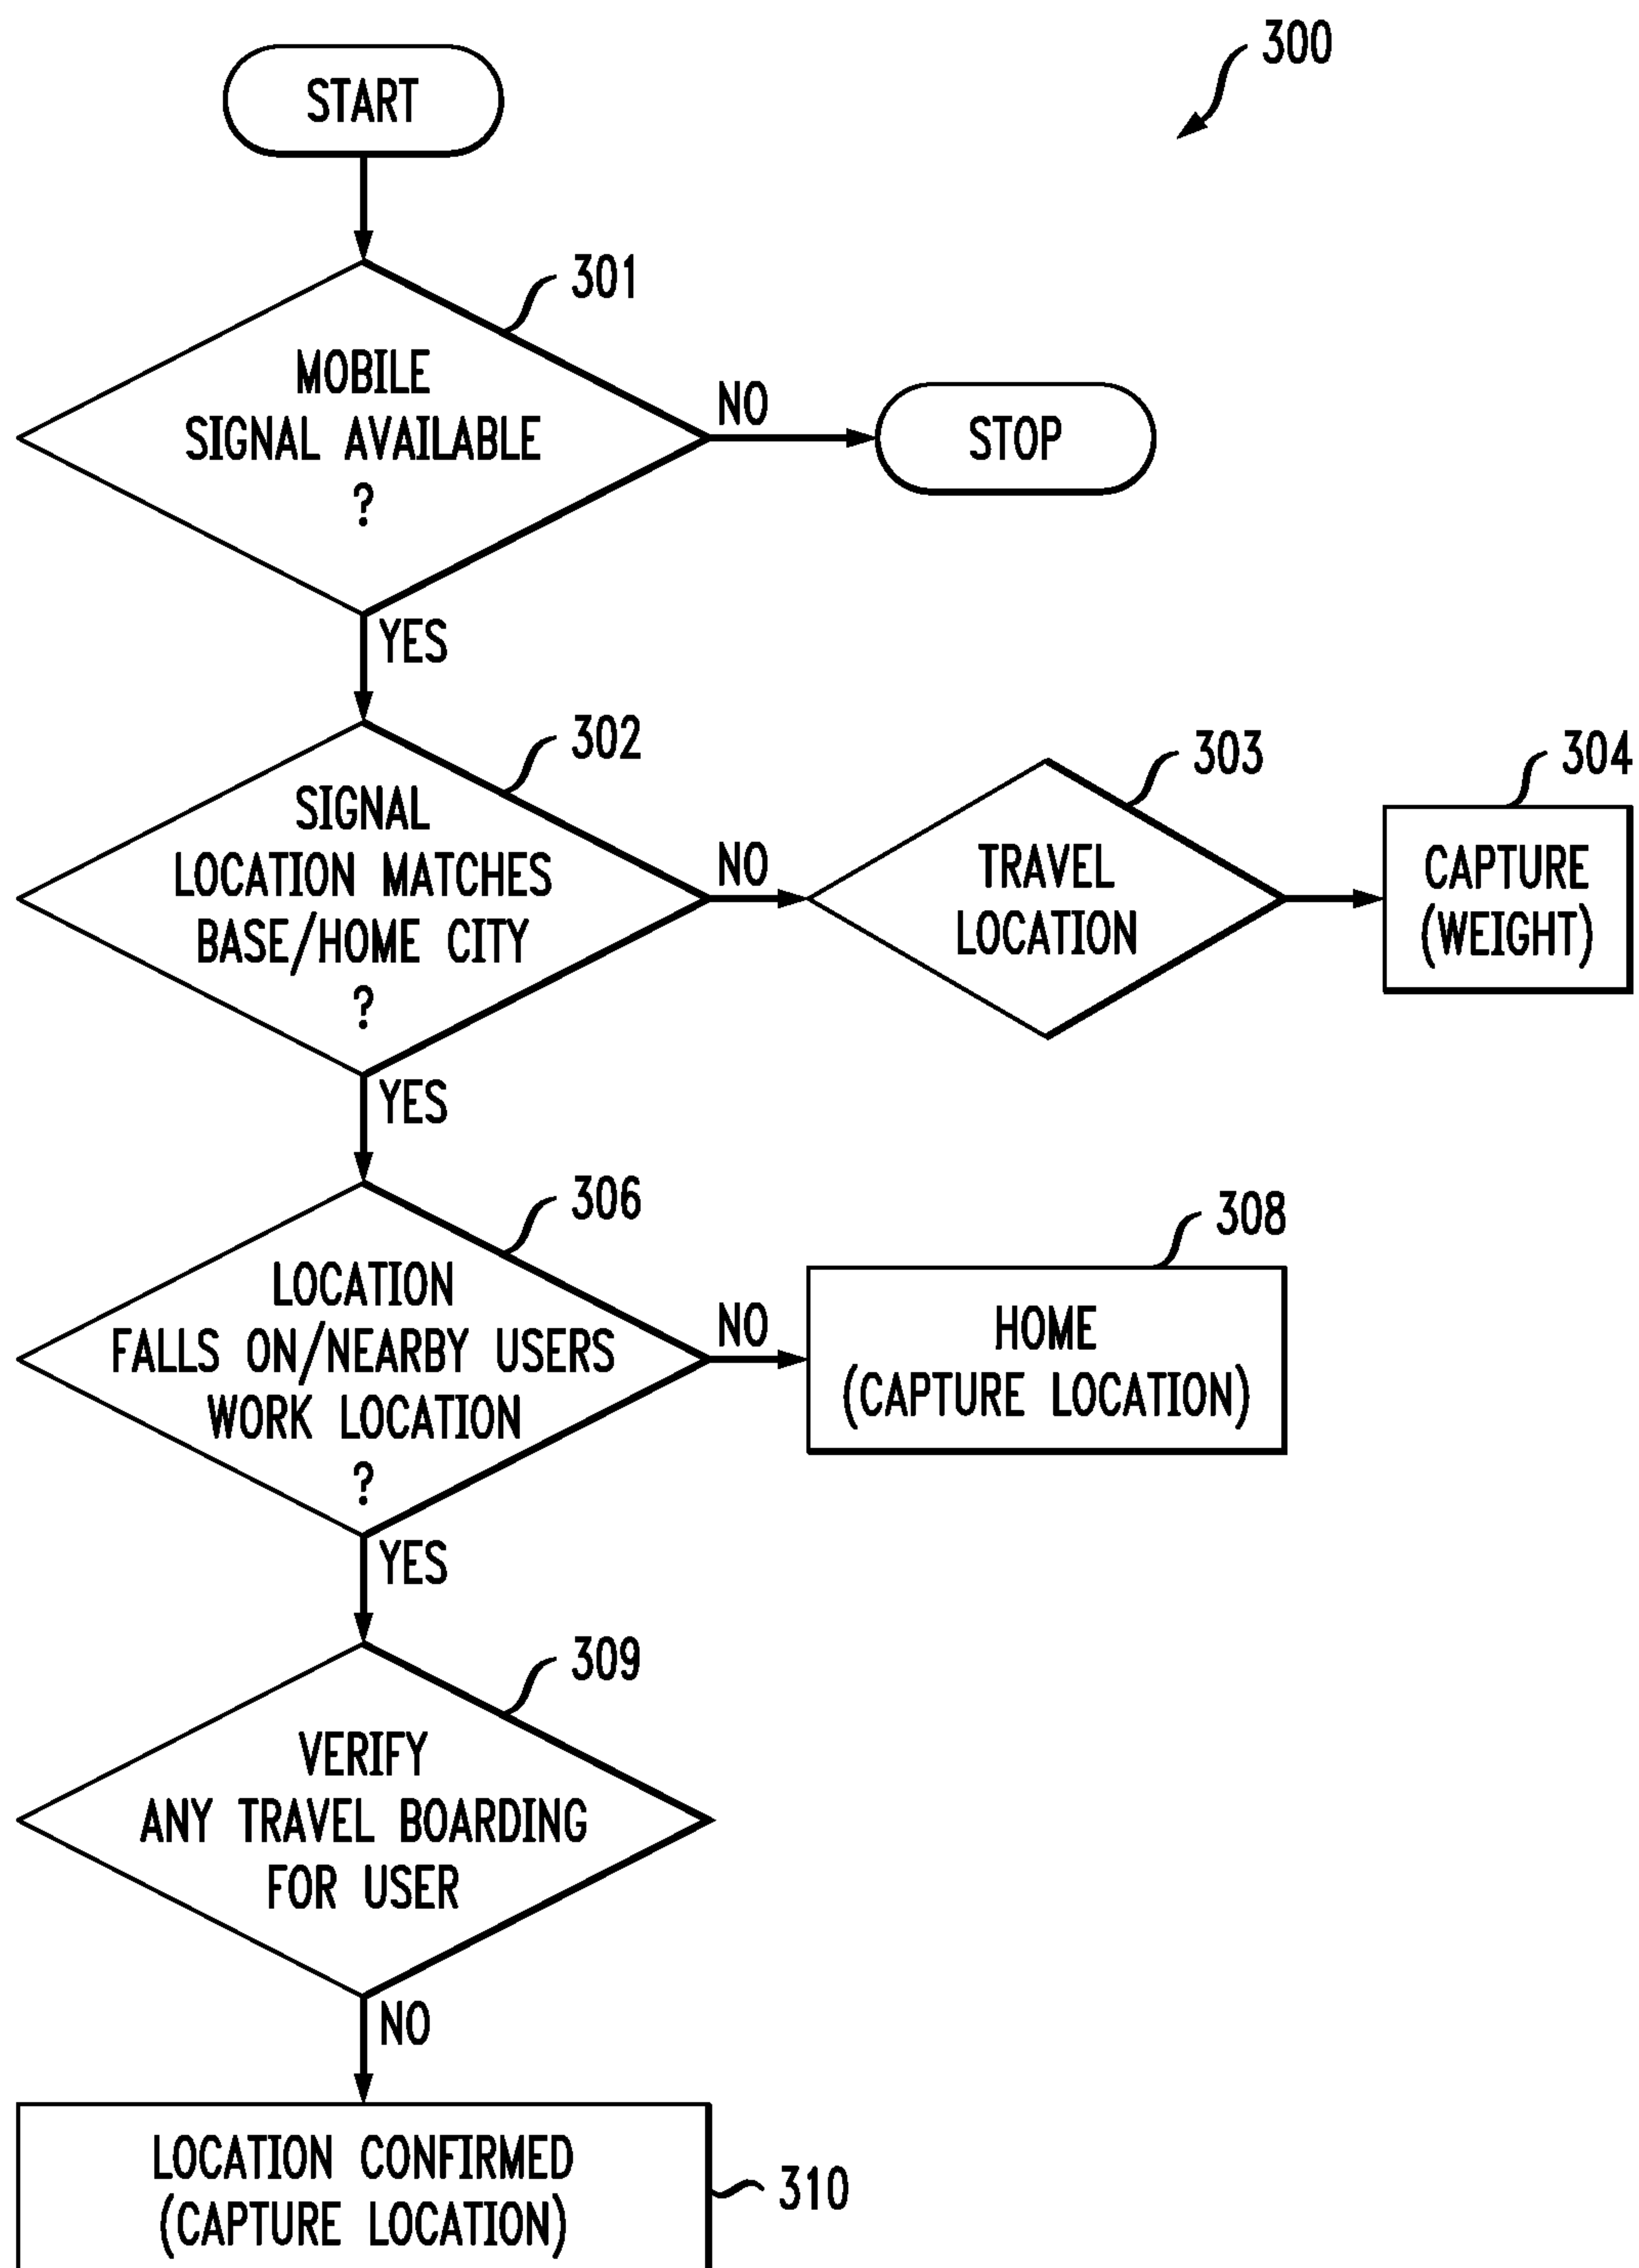 300
START
301
MOBILE
SIGNAL AVAILABLE
?
NO
STOP
YES
302
SIGNAL
LOCATION MATCHES
BASE/HOME CITY
?
NO
303
TRAVEL
LOCATION
304
CAPTURE
(WEIGHT)
YES
306
LOCATION
FALLS ON/NEARBY USERS
WORK LOCATION
?
NO
308
HOME
(CAPTURE LOCATION)
YES
309
VERIFY
ANY TRAVEL BOARDING
FOR USER
NO
LOCATION CONFIRMED
(CAPTURE LOCATION)
310